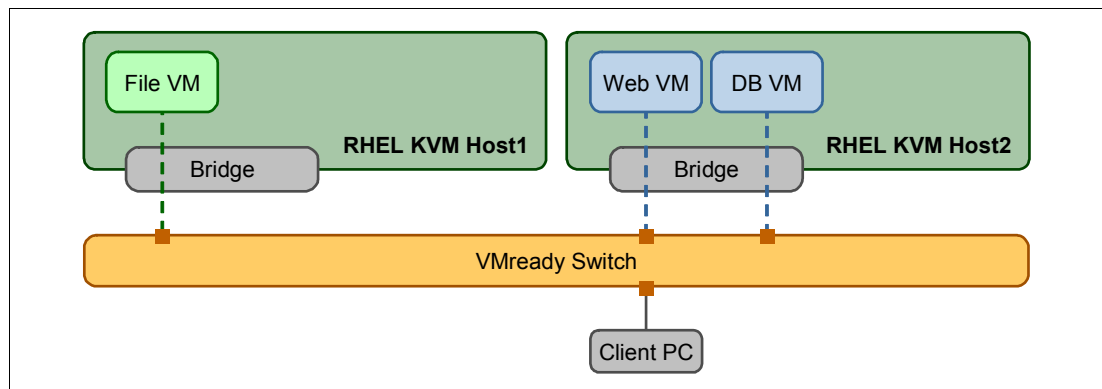 File VM
Web VM
DB VM
RHEL KVM Host1
RHEL KVM Host2
Bridge
Bridge
VMready Switch
Client PC